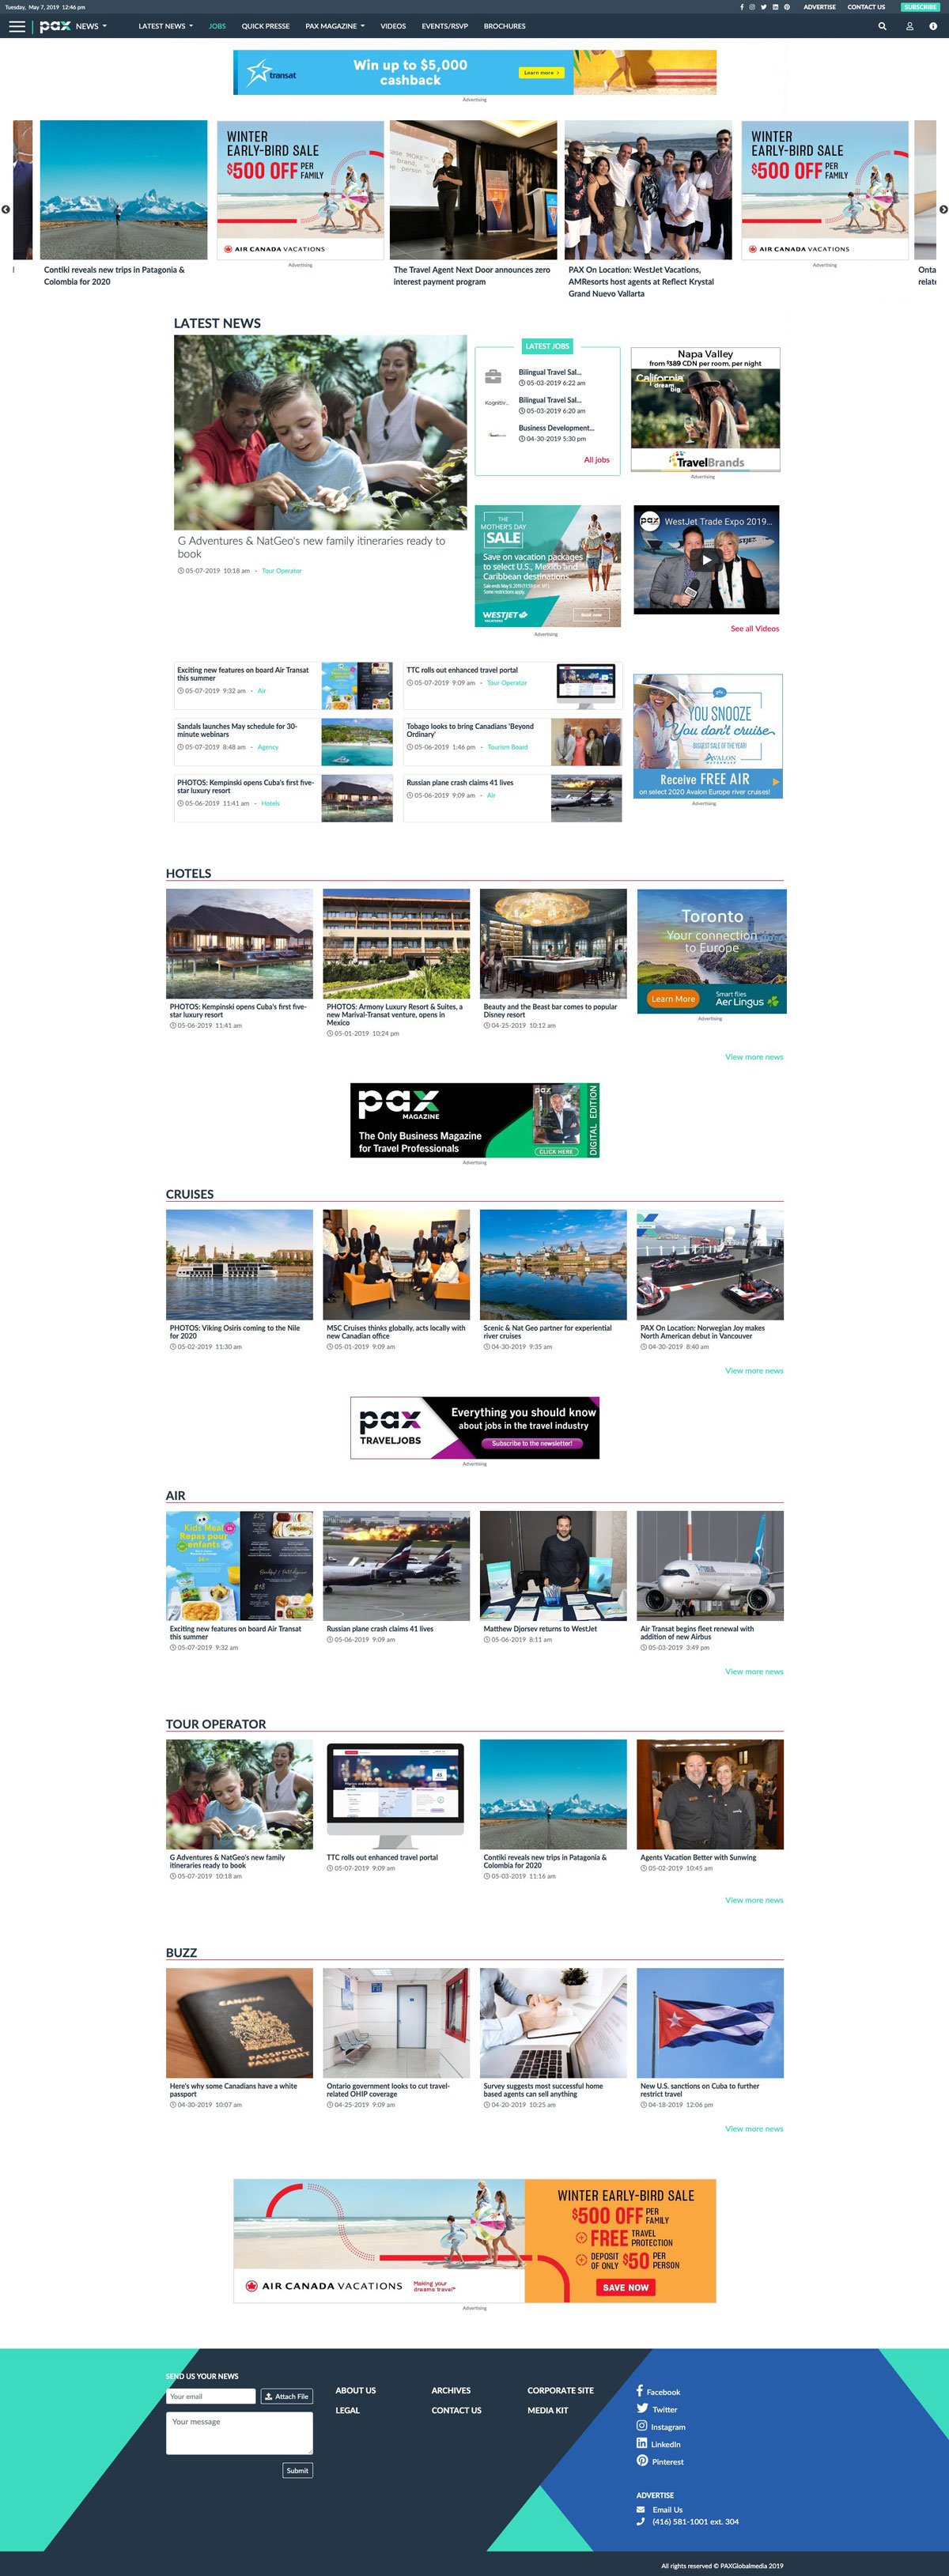 Tuesday, May 7, 2019 12:46 pm
ADVERTISE
CONTACT US
SUBSCRIBE
pax NEWS
LATEST NEWS
JOBS
QUICK PRESSE
PAX MAGAZINE
VIDEOS
EVENTS/RSVP
BROCHURES
transat
Win up to $5,000
cashback
Learn more >
Advertising
Contiki reveals new trips in Patagonia &
Colombia for 2020
WINTER
EARLY-BIRD SALE
$500 OFF PER FAMILY
AIR CANADA VACATIONS
Advertising
The Travel Agent Next Door announces zero
interest payment program
PAX On Location: WestJet Vacations,
AMResorts host agents at Reflect Krystal
Grand Nuevo Vallarta
WINTER
EARLY-BIRD SALE
$500 OFF PER FAMILY
AIR CANADA VACATIONS
Advertising
Onta
relate
LATEST NEWS
G Adventures & NatGeo's new family itineraries ready to
book
05-07-2019 10:18 am - Tour Operator
LATEST JOBS
Bilingual Travel Sal...
05-03-2019 6:22 am
Kognitiv
Bilingual Travel Sal...
05-03-2019 6:20 am
Business Development...
04-30-2019 5:30 pm
All jobs
Napa Valley
from $389 CDN per room, per night
California
dream
big
TravelBrands
Advertising
THE
MOTHER'S DAY
SALE
Save on vacation packages
to select U.S., Mexico and
Caribbean destinations.
WESTJET
Book now
Advertising
pax WestJet Trade Expo 2019...
See all Videos
Exciting new features on board Air Transat
this summer
05-07-2019 9:32 am - Air
TTC rolls out enhanced travel portal
05-07-2019 9:09 am - Tour Operator
Sandals launches May schedule for 30-
minute webinars
05-07-2019 8:48 am - Agency
Tobago looks to bring Canadians 'Beyond
Ordinary'
05-06-2019 1:46 pm - Tourism Board
PHOTOS: Kempinski opens Cuba's first five-
star luxury resort
05-06-2019 11:41 am - Hotels
Russian plane crash claims 41 lives
05-06-2019 9:09 am - Air
YOU SNOOZE
You don't cruise
BIGGEST SALE OF THE YEAR!
AVALON
WATERWAYS
Receive FREE AIR
on select 2020 Avalon Europe river cruises!
Advertising
HOTELS
PHOTOS: Kempinski opens Cuba's first five-
star luxury resort
05-06-2019 11:41 am
PHOTOS: Armony Luxury Resort & Suites, a
new Marival-Transat venture, opens in
Mexico
05-01-2019 10:24 pm
Beauty and the Beast bar comes to popular
Disney resort
04-25-2019 10:12 am
Toronto
Your connection
to Europe
Learn More
Smart flies
Aer Lingus
Advertising
View more news
pax
MAGAZINE
The Only Business Magazine
for Travel Professionals
pax
CLICK HERE
DIGITAL EDITION
Advertising
CRUISES
PHOTOS: Viking Osiris coming to the Nile
for 2020
05-02-2019 11:30 am
MSC Cruises thinks globally, acts locally with
new Canadian office
05-01-2019 9:09 am
Scenic & Nat Geo partner for experiential
river cruises
04-30-2019 9:35 am
PAX On Location: Norwegian Joy makes
North American debut in Vancouver
04-30-2019 8:40 am
View more news
pax
TRAVELJOBS
Everything you should know
about jobs in the travel industry
Subscribe to the newsletter!
Advertising
AIR
Kids Meal
Repas pour
enfants
Exciting new features on board Air Transat
this summer
05-07-2019 9:32 am
Russian plane crash claims 41 lives
05-06-2019 9:09 am
Matthew Djorsev returns to WestJet
05-06-2019 8:11 am
Air Transat begins fleet renewal with
addition of new Airbus
05-03-2019 3:49 pm
View more news
TOUR OPERATOR
G Adventures & NatGeo's new family
itineraries ready to book
05-07-2019 10:18 am
TTC rolls out enhanced travel portal
05-07-2019 9:09 am
Contiki reveals new trips in Patagonia &
Colombia for 2020
05-03-2019 11:16 am
Agents Vacation Better with Sunwing
05-02-2019 10:45 am
View more news
BUZZ
CANADA
PASSPORT
PASSEPORT
Here's why some Canadians have a white
passport
04-30-2019 10:07 am
Ontario government looks to cut travel-
related OHIP coverage
04-25-2019 9:09 am
Survey suggests most successful home
based agents can sell anything
04-20-2019 10:25 am
New U.S. sanctions on Cuba to further
restrict travel
04-18-2019 12:06 pm
View more news
AIR CANADA VACATIONS
Making your
dreams travel
WINTER EARLY-BIRD SALE
$500 OFF PER FAMILY
FREE TRAVEL PROTECTION
DEPOSIT OF ONLY $50 PER PERSON
SAVE NOW
Advertising
SEND US YOUR NEWS
Your email
Attach File
Your message
Submit
ABOUT US
ARCHIVES
CORPORATE SITE
LEGAL
CONTACT US
MEDIA KIT
Facebook
Twitter
Instagram
LinkedIn
Pinterest
ADVERTISE
Email Us
(416) 581-1001 ext. 304
All rights reserved © PAXGlobalmedia 2019